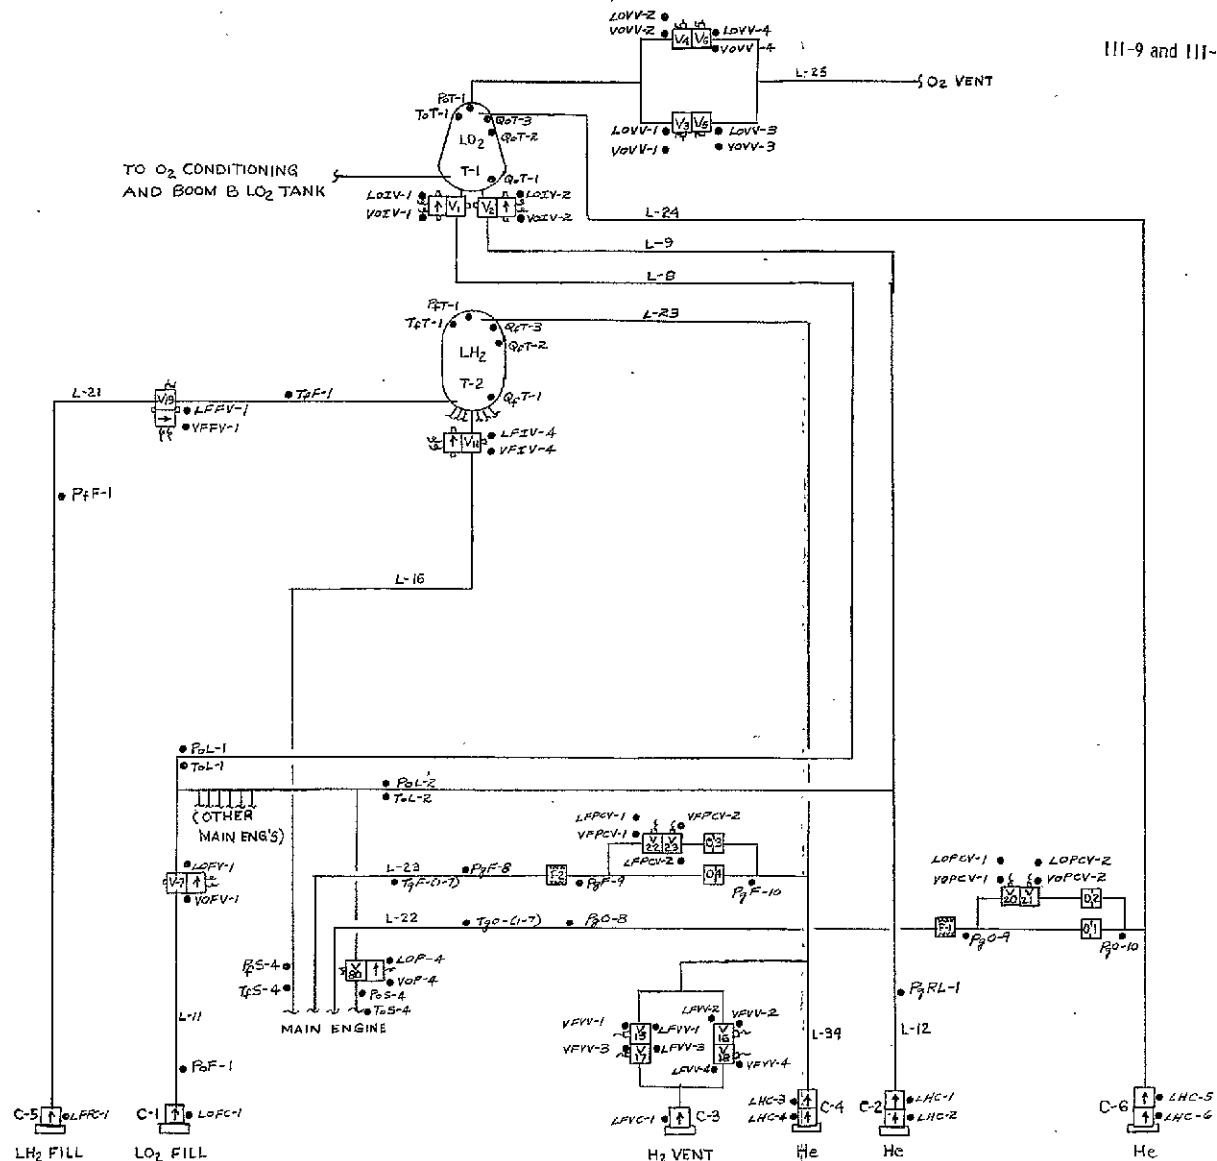 LOVV-2
VOVV-2
V4 V6
LOVV-4
VOVV-4
III-9 and III-
L-25
O2 VENT
PoT-1
ToT-1
QoT-3
QoT-2
LO2
T-1
QoT-1
V3 V5
LOVV-1
VOVV-1
LOVV-3
VOVV-3
TO O2 CONDITIONING
AND BOOM B LO2 TANK
LOIV-1
VOIV-1
V1
V2
LOIV-2
VOIV-2
L-24
L-9
L-8
PfT-1
TfT-1
QfT-3
QfT-2
LH2
T-2
QfT-1
L-23
L-21
V19
LFFV-1
VFFV-1
TfF-1
V11
LFIV-4
VFIV-4
PfF-1
L-16
PoL-1
ToL-1
PoL-2
ToL-2
(OTHER
MAIN ENG'S)
LFPCV-1
VFPCV-1
VFPCV-2
V22 V23
LFPCV-2
O'3
LOFV-1
V-7
VOFV-1
L-23
PgF-8
TgF-(1-7)
F-2
PgF-9
O'4
PgF-10
LOPCV-1
VOPCV-1
LOPCV-2
VOPCV-2
V20 V21
O'2
L-22
TgO-(1-7)
PgO-8
F-1
PgO-9
O'1
PgO-10
PfS-4
TfS-4
V80
LOP-4
VOP-4
PoS-4
ToS-4
MAIN ENGINE
PgRL-1
L-11
PoF-1
VFVV-1
VFVV-3
V15
V17
LFVV-1
LFVV-3
LFVV-2
LFVV-4
V16
V18
VFVV-2
VFVV-4
L-39
L-12
C-5
LFFC-1
C-1
LOFC-1
LFVC-1
C-3
LHC-3
LHC-4
C-4
C-2
LHC-1
LHC-2
C-6
LHC-5
LHC-6
LH2 FILL
LO2 FILL
H2 VENT
He
He
He